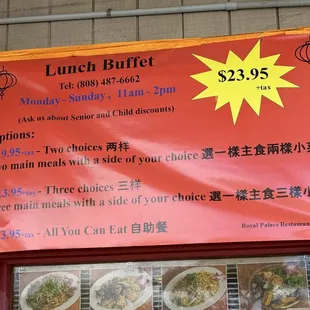 Lunch Buffet
Tel: (808) 487-6662
Monday - Sunday, 11am - 2pm
(Ask us about Senior and Child discounts)
$23.95
+tax
ptions:
9.95+tax - Two choices 两样
wo main meals with a side of your choice 選一樣主食兩樣小
3.95+tax - Three choices 三样
ree main meals with a side of your choice 選一樣主食三樣小
3.95+tax - All You Can Eat 自助餐
Royal Palace Restauran